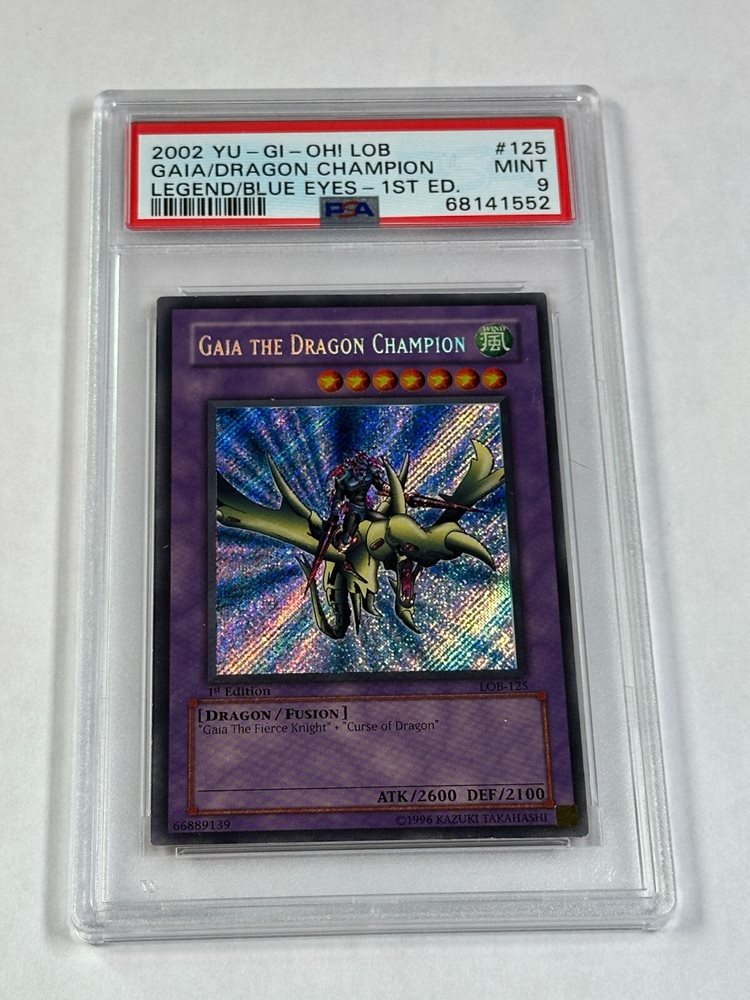 2002 YU-GI-OH! LOB #125
GAIA/DRAGON CHAMPION MINT
LEGEND/BLUE EYES-1ST ED. 9
PSA 68141552
GAIA THE DRAGON CHAMPION WIND 風
1st Edition LOB-125
[DRAGON/FUSION]
"Gaia The Fierce Knight" + "Curse of Dragon"
ATK/2600 DEF/2100
66889139 ©1996 KAZUKI TAKAHASHI